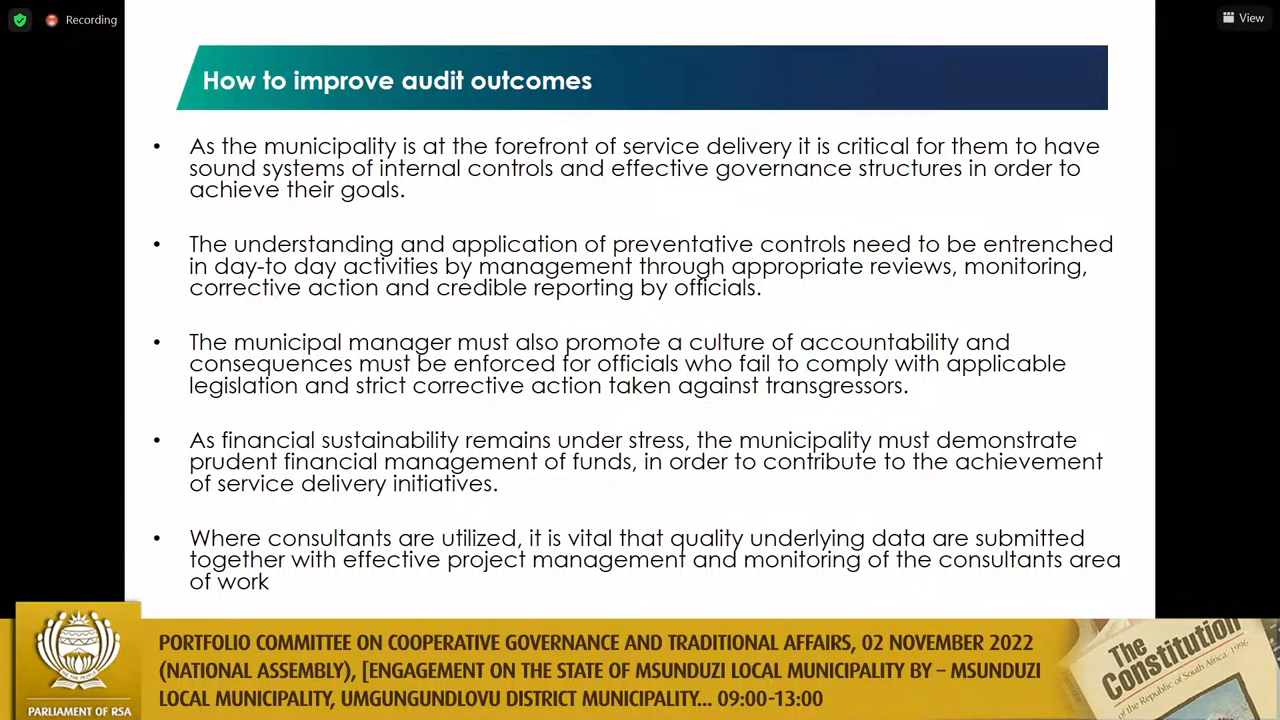 Recording
View
How to improve audit outcomes
• As the municipality is at the forefront of service delivery it is critical for them to have
sound systems of internal controls and effective governance structures in order to
achieve their goals.
• The understanding and application of preventative controls need to be entrenched
in day-to day activities by management through appropriate reviews, monitoring,
corrective action and credible reporting by officials.
• The municipal manager must also promote a culture of accountability and
consequences must be enforced for officials who fail to comply with applicable
legislation and strict corrective action taken against transgressors.
• As financial sustainability remains under stress, the municipality must demonstrate
prudent financial management of funds, in order to contribute to the achievement
of service delivery initiatives.
• Where consultants are utilized, it is vital that quality underlying data are submitted
together with effective project management and monitoring of the consultants area
of work
PORTFOLIO COMMITTEE ON COOPERATIVE GOVERNANCE AND TRADITIONAL AFFAIRS, 02 NOVEMBER 2022
(NATIONAL ASSEMBLY), [ENGAGEMENT ON THE STATE OF MSUNDUZI LOCAL MUNICIPALITY BY – MSUNDUZI
LOCAL MUNICIPALITY, UMGUNGUNDLOVU DISTRICT MUNICIPALITY... 09:00-13:00
PARLIAMENT OF RSA
The
Constitution
of the Republic of South Africa, 1996